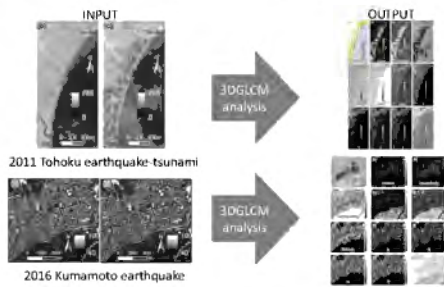 INPUT
OUTPUT
3DGLCM
analysis
2011 Tohoku earthquake-tsunami
3DGLCM
analysis
2016 Kumamoto earthquake